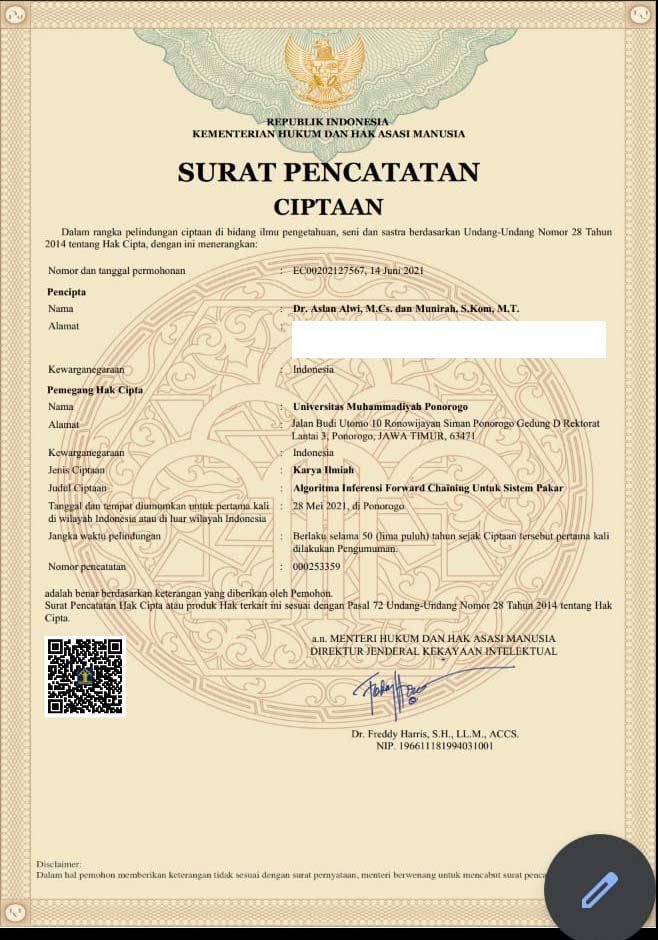 REPUBLIK INDONESIA
KEMENTERIAN HUKUM DAN HAK ASASI MANUSIA
SURAT PENCATATAN
CIPTAAN
Dalam rangka pelindungan ciptaan di bidang ilmu pengetahuan, seni dan sastra berdasarkan Undang-Undang Nomor 28 Tahun
2014 tentang Hak Cipta, dengan ini menerangkan:
Nomor dan tanggal permohonan : EC00202127567, 14 Juni 2021
Pencipta
Nama : Dr. Aslan Alwi, M.Cs. dan Munirah, S.Kom, M.T.
Alamat :
Kewarganegaraan : Indonesia
Pemegang Hak Cipta
Nama : Universitas Muhammadiyah Ponorogo
Alamat : Jalan Budi Utomo 10 Ronowijayan Siman Ponorogo Gedung D Rektorat
Lantai 3, Ponorogo, JAWA TIMUR, 63471
Kewarganegaraan : Indonesia
Jenis Ciptaan : Karya Ilmiah
Judul Ciptaan : Algoritma Inferensi Forward Chaining Untuk Sistem Pakar
Tanggal dan tempat diumumkan untuk pertama kali : 28 Mei 2021, di Ponorogo
di wilayah Indonesia atau di luar wilayah Indonesia
Jangka waktu pelindungan : Berlaku selama 50 (lima puluh) tahun sejak Ciptaan tersebut pertama kali
dilakukan Pengumuman.
Nomor pencatatan : 000253359
adalah benar berdasarkan keterangan yang diberikan oleh Pemohon.
Surat Pencatatan Hak Cipta atau produk Hak terkait ini sesuai dengan Pasal 72 Undang-Undang Nomor 28 Tahun 2014 tentang Hak
Cipta.
a.n. MENTERI HUKUM DAN HAK ASASI MANUSIA
DIREKTUR JENDERAL KEKAYAAN INTELEKTUAL
Dr. Freddy Harris, S.H., LL.M., ACCS.
NIP. 196611181994031001
Disclaimer:
Dalam hal pemohon memberikan keterangan tidak sesuai dengan surat pernyataan, menteri berwenang untuk mencabut surat